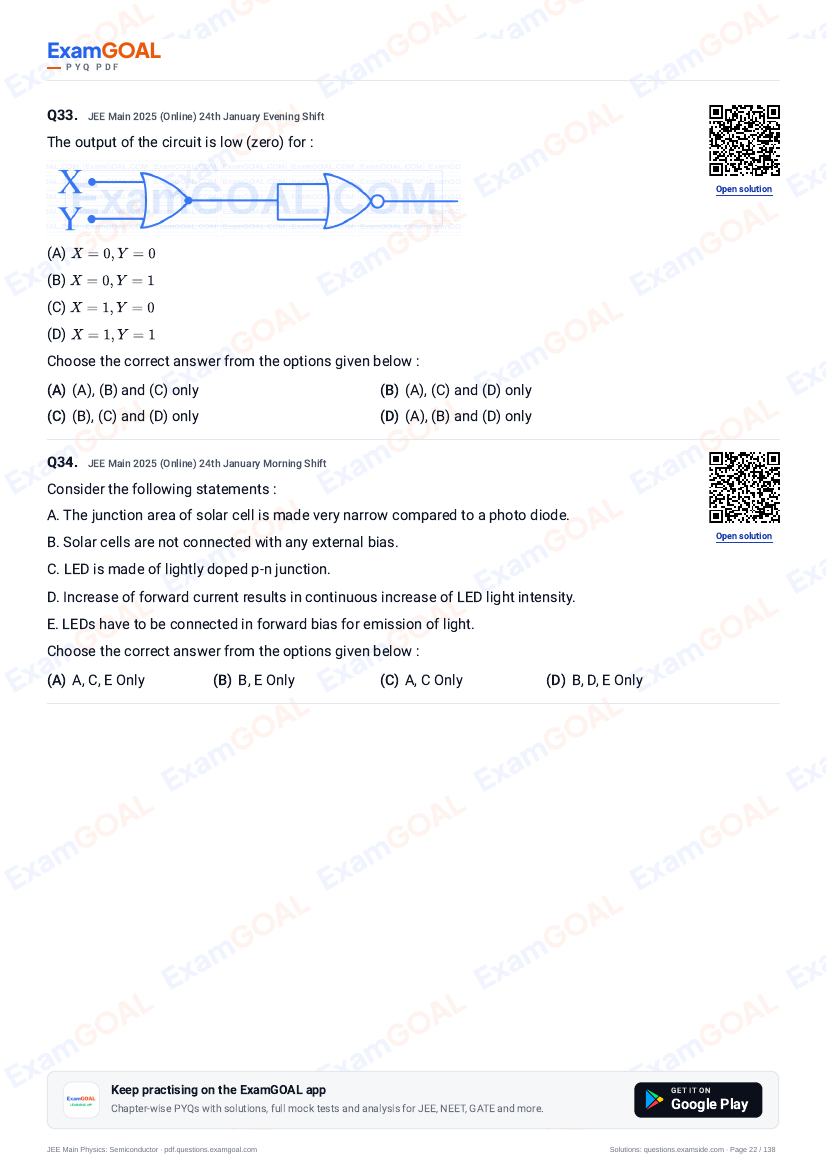 ExamGOAL
PYQ PDF
Q33. JEE Main 2025 (Online) 24th January Evening Shift
The output of the circuit is low (zero) for :
Open solution
X
Y
ExamGOAL.COM
(A) X = 0, Y = 0
(B) X = 0, Y = 1
(C) X = 1, Y = 0
(D) X = 1, Y = 1
Choose the correct answer from the options given below :
(A) (A), (B) and (C) only (B) (A), (C) and (D) only
(C) (B), (C) and (D) only (D) (A), (B) and (D) only
Q34. JEE Main 2025 (Online) 24th January Morning Shift
Consider the following statements :
A. The junction area of solar cell is made very narrow compared to a photo diode.
Open solution
B. Solar cells are not connected with any external bias.
C. LED is made of lightly doped p-n junction.
D. Increase of forward current results in continuous increase of LED light intensity.
E. LEDs have to be connected in forward bias for emission of light.
Choose the correct answer from the options given below :
(A) A, C, E Only (B) B, E Only (C) A, C Only (D) B, D, E Only
ExamGOAL
Keep practising on the ExamGOAL app
Chapter-wise PYQs with solutions, full mock tests and analysis for JEE, NEET, GATE and more.
GET IT ON
Google Play
JEE Main Physics: Semiconductor · pdf.questions.examgoal.com Solutions: questions.examside.com · Page 22 / 138